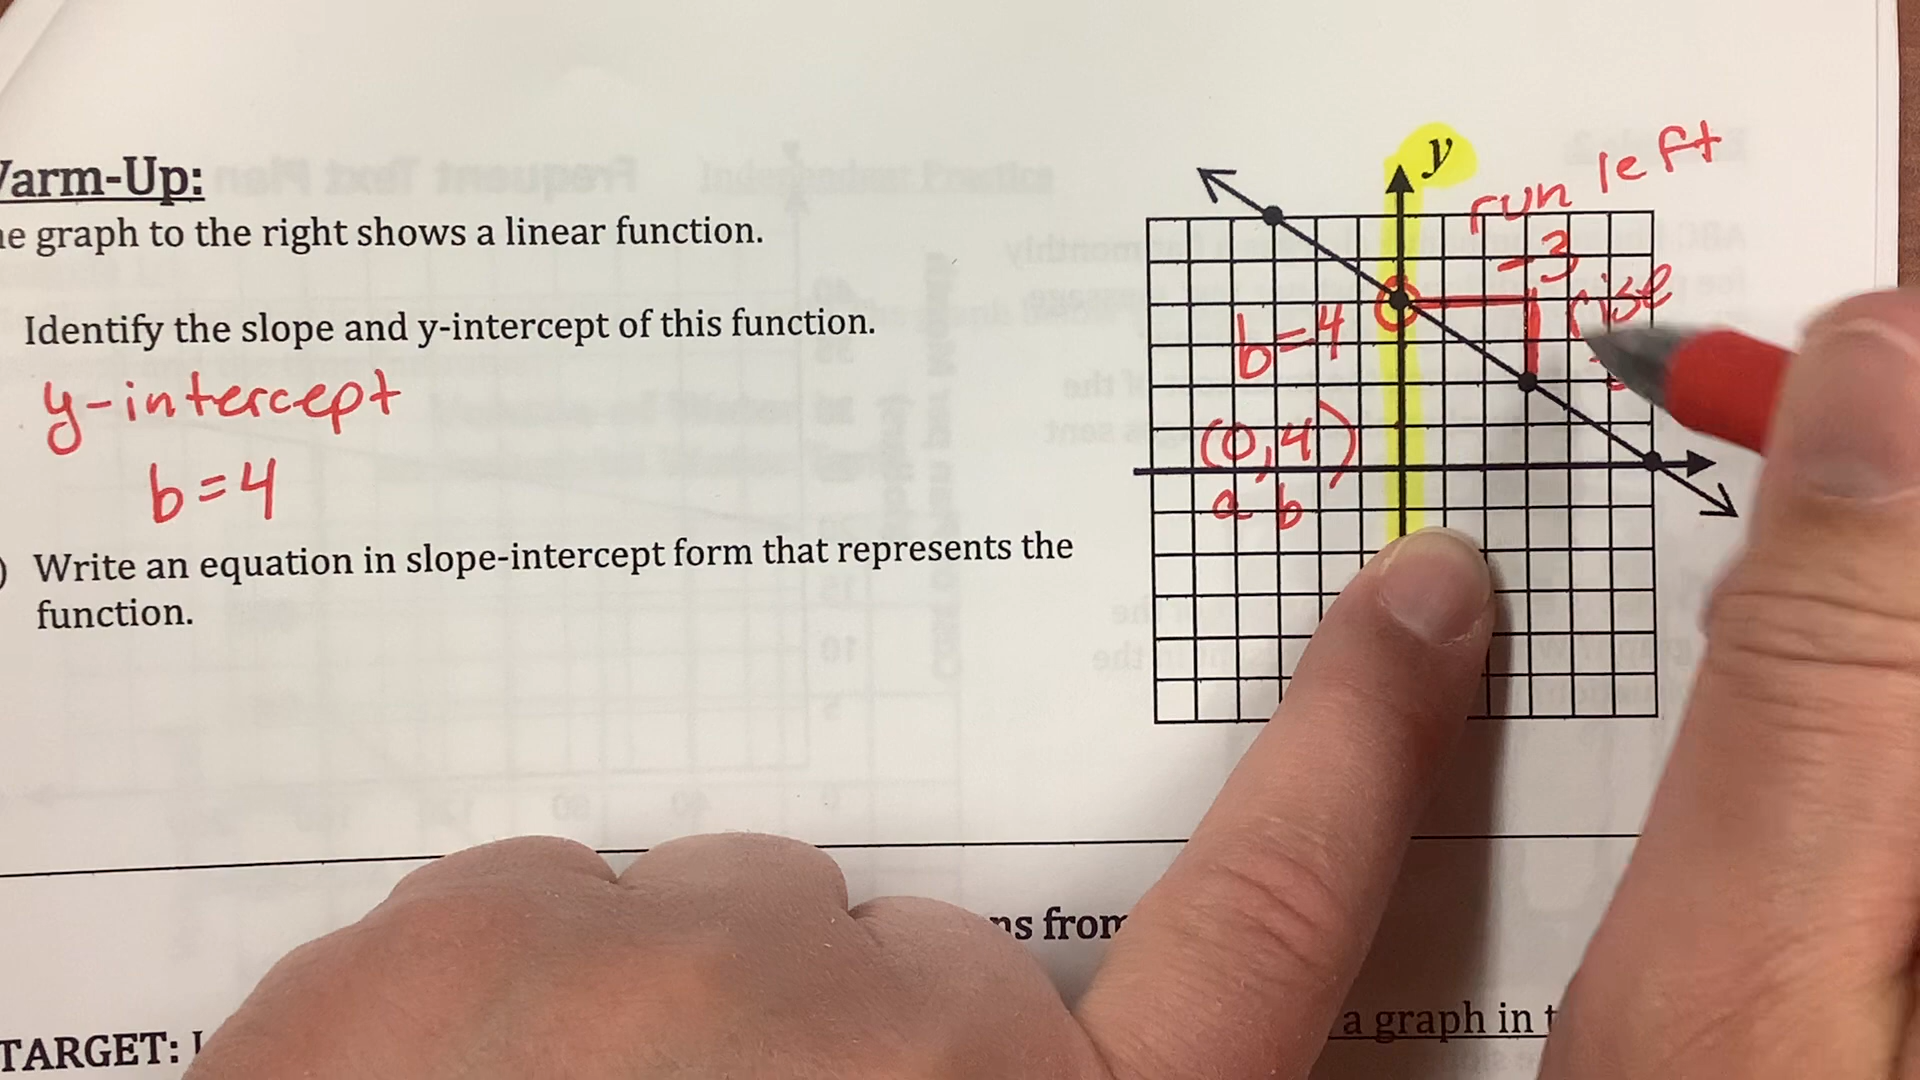 arm-Up:
e graph to the right shows a linear function.
Identify the slope and y-intercept of this function.
y-intercept
b=4
) Write an equation in slope-intercept form that represents the
function.
y
run left
-3
rise
b=4
(0,4)
a, b
ns from
TARGET: I
a graph in t